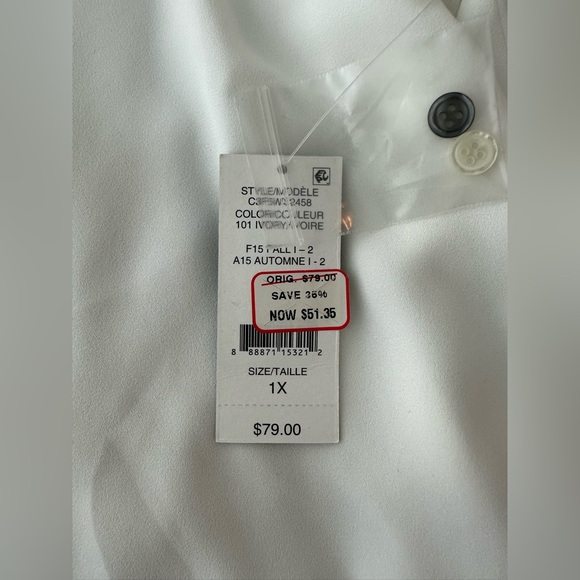 STYLE/MODÈLE
COLOR/COULEUR
101 IVORY/IVOIRE
F15 FALL I – 2
A15 AUTOMNE I - 2
ORIG. $79.00
SAVE 35%
NOW $51.35
8 88871 15321 2
SIZE/TAILLE
1X
$79.00